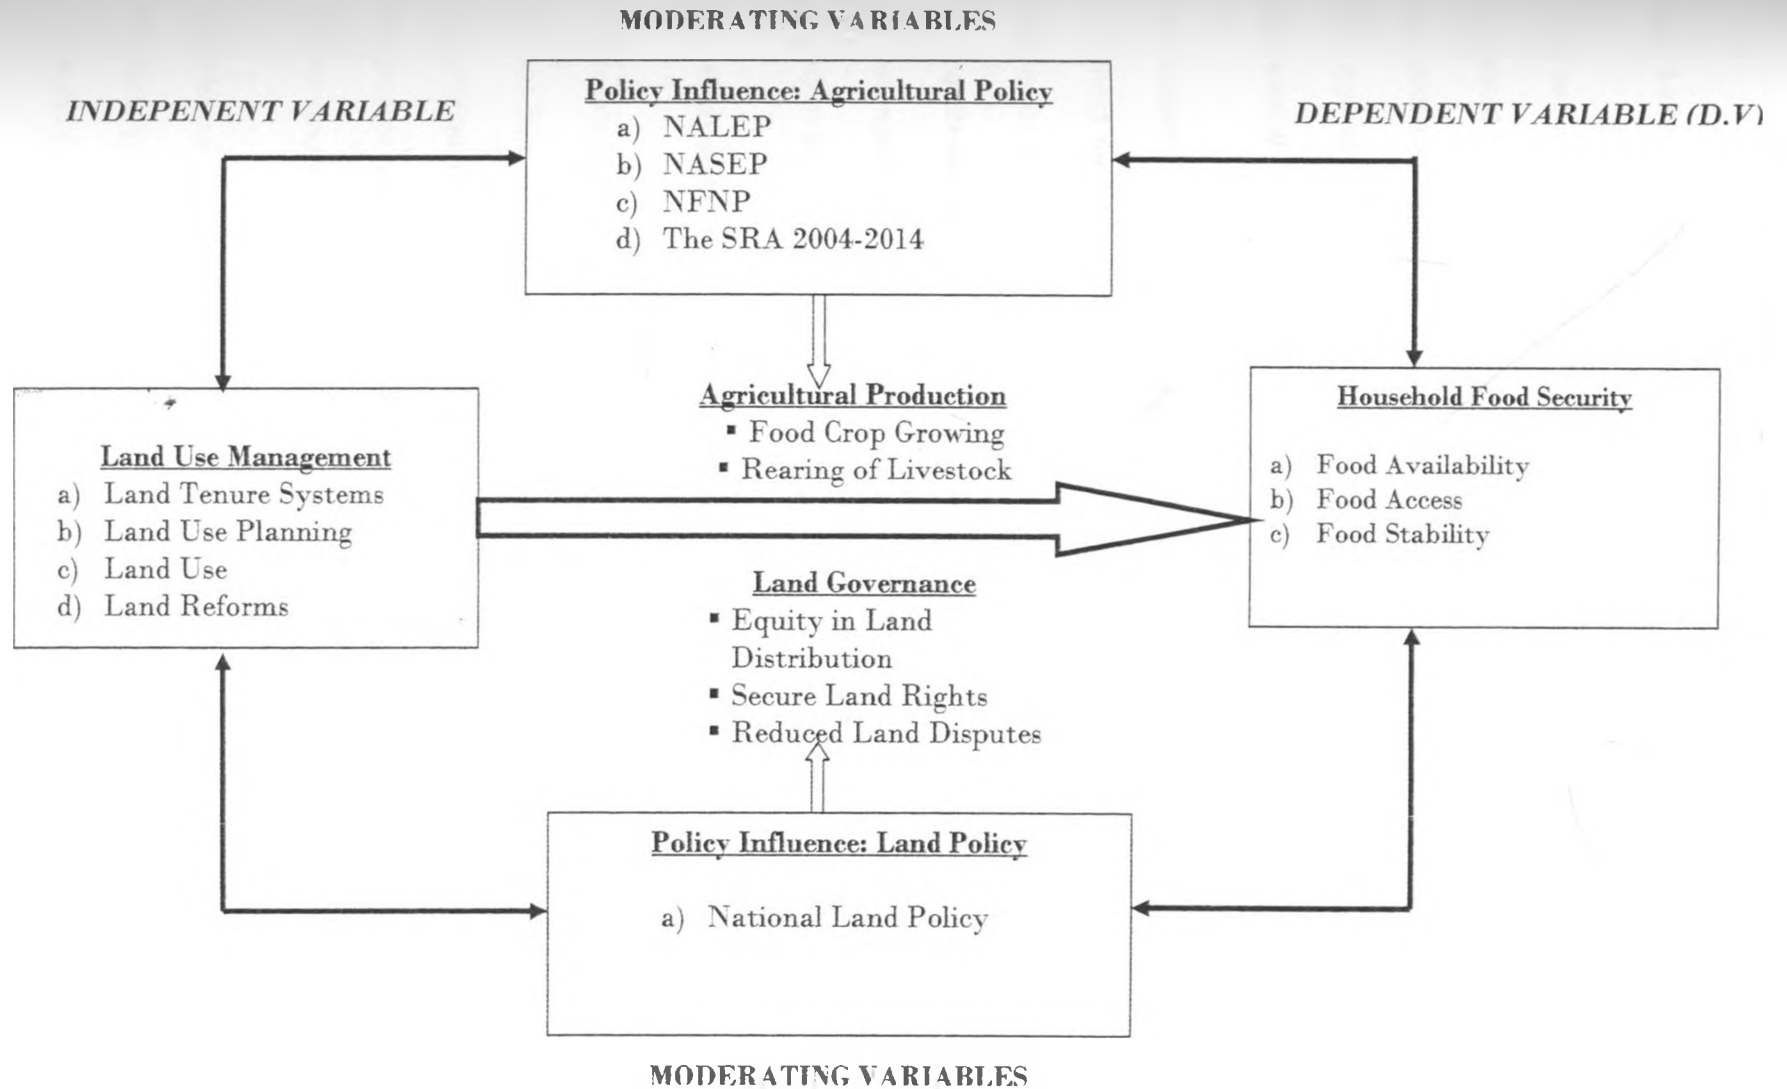 MODERATING VARIABLES
INDEPENENT VARIABLE
DEPENDENT VARIABLE (D.V)
Policy Influence: Agricultural Policy
a) NALEP
b) NASEP
c) NFNP
d) The SRA 2004-2014
Agricultural Production
▪ Food Crop Growing
▪ Rearing of Livestock
Land Use Management
a) Land Tenure Systems
b) Land Use Planning
c) Land Use
d) Land Reforms
Household Food Security
a) Food Availability
b) Food Access
c) Food Stability
Land Governance
▪ Equity in Land
Distribution
▪ Secure Land Rights
▪ Reduced Land Disputes
Policy Influence: Land Policy
a) National Land Policy
MODERATING VARIABLES